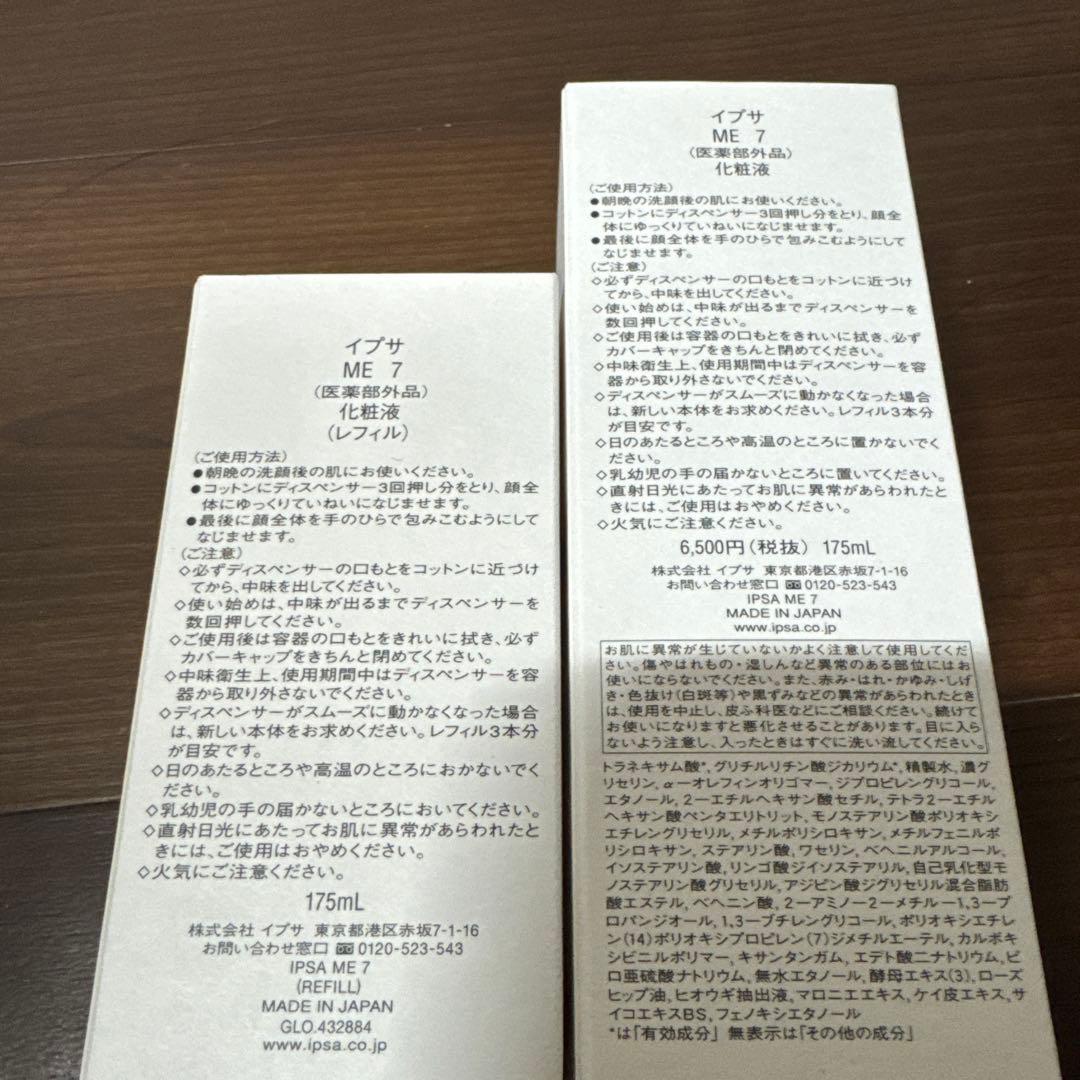 イプサ
ME 7
(医薬部外品)
化粧液
(レフィル)
(ご使用方法)
●朝晩の洗顔後の肌にお使いください。
●コットンにディスペンサー3回押し分をとり、顔全
体にゆっくりていねいになじませます。
●最後に顔全体を手のひらで包みこむようにして
なじませます。
(ご注意)
◇必ずディスペンサーの口もとをコットンに近づけ
てから、中味を出してください。
◇使い始めは、中味が出るまでディスペンサーを
数回押してください。
◇ご使用後は容器の口もとをきれいに拭き、必ず
カバーキャップをきちんと閉めてください。
◇中味衛生上、使用期間中はディスペンサーを容
器から取り外さないでください。
◇ディスペンサーがスムーズに動かなくなった場合
は、新しい本体をお求めください。レフィル3本分
が目安です。
◇日のあたるところや高温のところにおかないでく
ださい。
◇乳幼児の手の届かないところにおいてください。
◇直射日光にあたってお肌に異常があらわれたと
きには、ご使用はおやめください。
◇火気にご注意ください。
175mL
株式会社 イプサ 東京都港区赤坂7-1-16
お問い合わせ窓口 0120-523-543
IPSA ME 7
(REFILL)
MADE IN JAPAN
GLO.432884
www.ipsa.co.jp
イプサ
ME 7
(医薬部外品)
化粧液
(ご使用方法)
●朝晩の洗顔後の肌にお使いください。
●コットンにディスペンサー3回押し分をとり、顔全
体にゆっくりていねいになじませます。
●最後に顔全体を手のひらで包みこむようにして
なじませます。
(ご注意)
◇必ずディスペンサーの口もとをコットンに近づけ
てから、中味を出してください。
◇使い始めは、中味が出るまでディスペンサーを
数回押してください。
◇ご使用後は容器の口もとをきれいに拭き、必ず
カバーキャップをきちんと閉めてください。
◇中味衛生上、使用期間中はディスペンサーを容
器から取り外さないでください。
◇ディスペンサーがスムーズに動かなくなった場合
は、新しい本体をお求めください。レフィル3本分
が目安です。
◇日のあたるところや高温のところに置かないでく
ださい。
◇乳幼児の手の届かないところに置いてください。
◇直射日光にあたってお肌に異常があらわれたと
きには、ご使用はおやめください。
◇火気にご注意ください。
6,500円(税抜) 175mL
株式会社 イプサ 東京都港区赤坂7-1-16
お問い合わせ窓口 0120-523-543
IPSA ME 7
MADE IN JAPAN
www.ipsa.co.jp
お肌に異常が生じていないかよく注意して使用してくだ
さい。傷やはれもの・湿しんなど異常のある部位にはお
使いにならないでください。また、赤み・はれ・かゆみ・しげ
き・色抜け(白斑等)や黒ずみなどの異常があらわれたとき
は、使用を中止し、皮ふ科医などにご相談ください。続けて
お使いになりますと悪化させることがあります。目に入ら
ないよう注意し、入ったときはすぐに洗い流してください。
トラネキサム酸*,グリチルリチン酸ジカリウム*,精製水,濃グ
リセリン,α-オレフィンオリゴマー,ジプロピレングリコール,
エタノール,2-エチルヘキサン酸セチル,テトラ2-エチル
ヘキサン酸ペンタエリトリット,モノステアリン酸ポリオキシ
エチレングリセリル,メチルポリシロキサン,メチルフェニルポ
リシロキサン,ステアリン酸,ワセリン,ベヘニルアルコール,
イソステアリン酸,リンゴ酸ジイソステアリル,自己乳化型モ
ノステアリン酸グリセリル,アジピン酸ジグリセリル混合脂肪
酸エステル,ベヘニン酸,2-アミノ-2-メチル-1,3-プ
ロパンジオール,1,3-ブチレングリコール,ポリオキシエチレ
ン(14)ポリオキシプロピレン(7)ジメチルエーテル,カルボキ
シビニルポリマー,キサンタンガム,エデト酸二ナトリウム,ピ
ロ亜硫酸ナトリウム,無水エタノール,酵母エキス(3),ローズ
ヒップ油,ヒオウギ抽出液,マロニエエキス,ケイ皮エキス,サ
イコエキスBS,フェノキシエタノール
*は「有効成分」 無表示は「その他の成分」